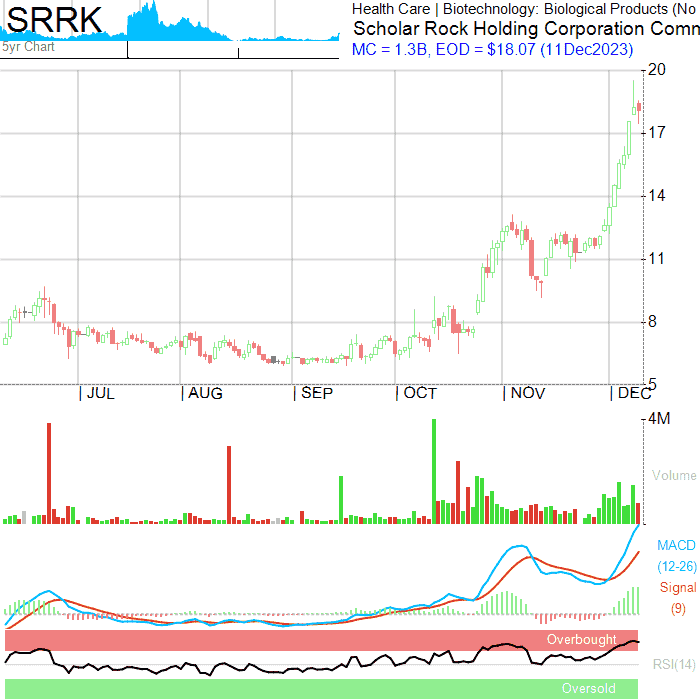 SRRK
5yr Chart
Health Care | Biotechnology: Biological Products (No
Scholar Rock Holding Corporation Comn
MC = 1.3B, EOD = $18.07 (11Dec2023)
20
17
14
11
8
5
JUL
AUG
SEP
OCT
NOV
DEC
4M
Volume
MACD
(12-26)
Signal
(9)
Overbought
RSI(14)
Oversold